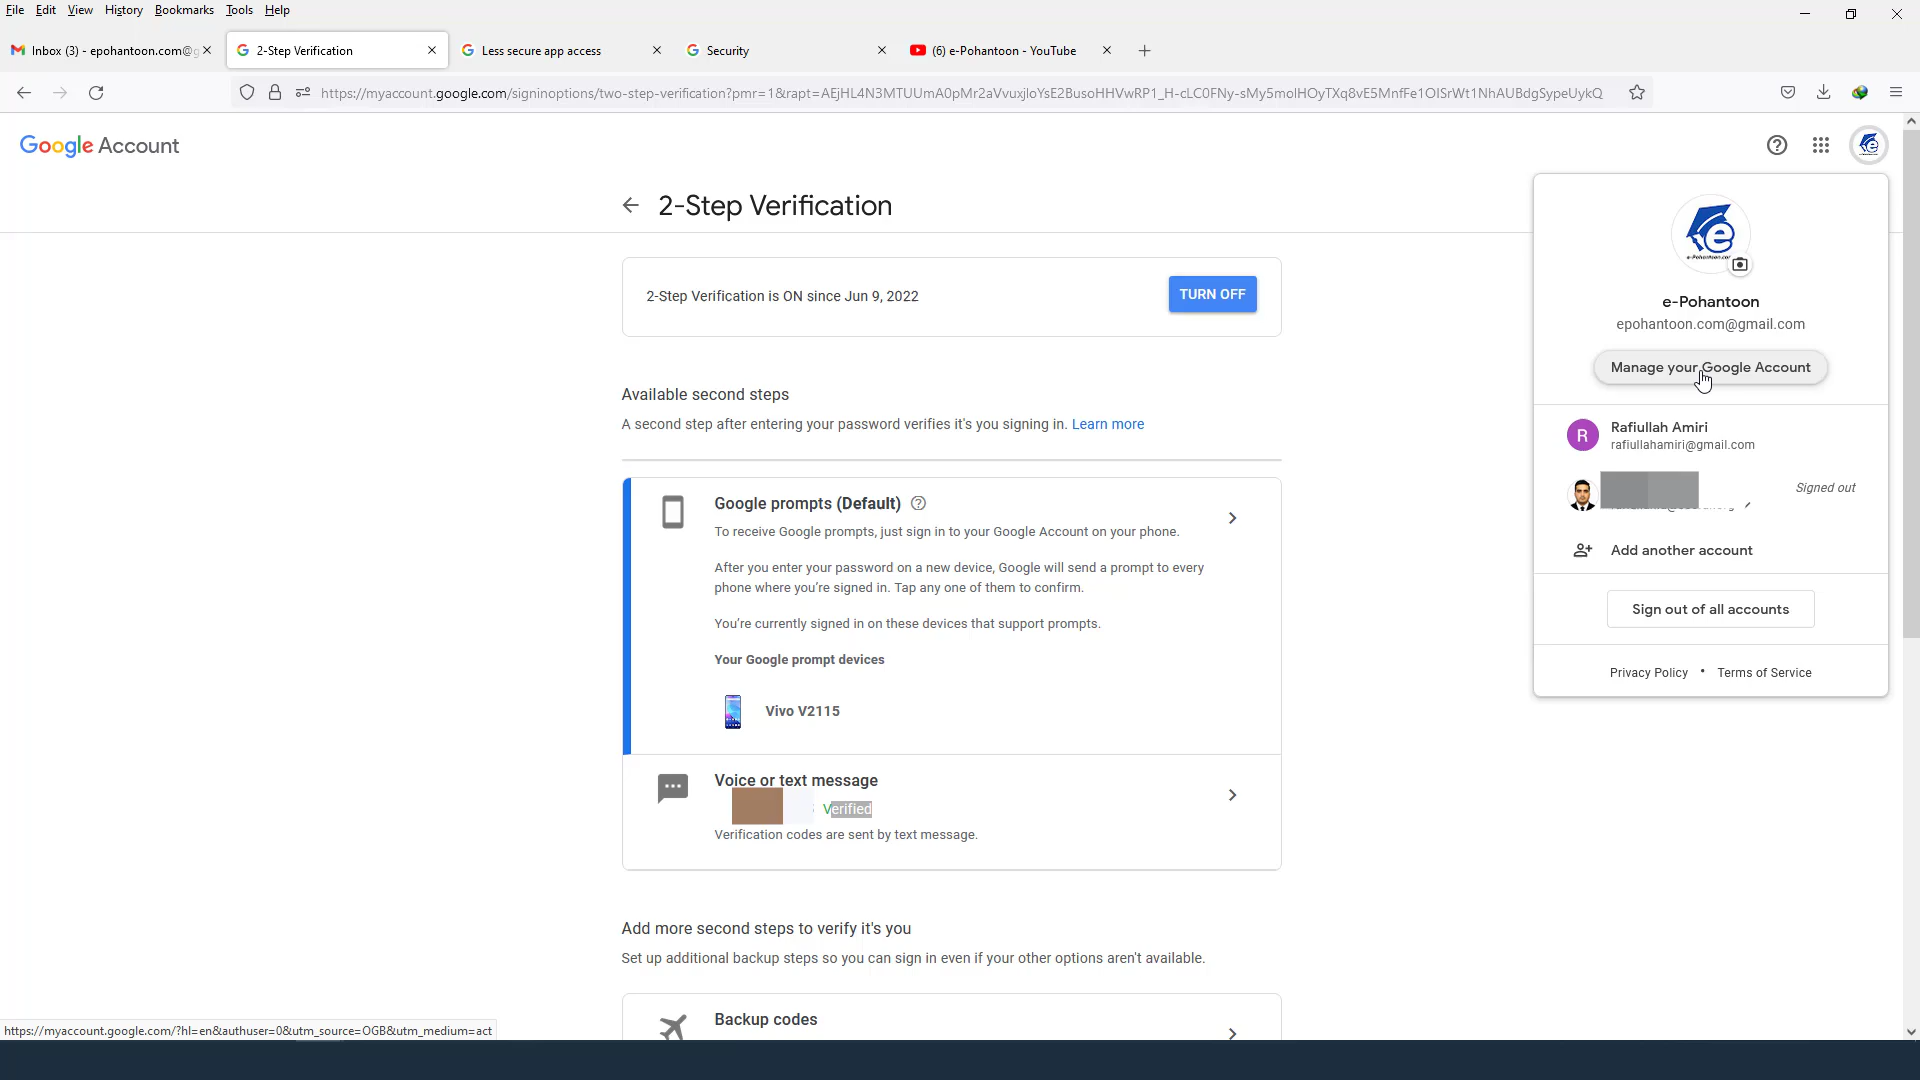 File Edit View History Bookmarks Tools Help
Inbox (3) - epohantoon.com@g
2-Step Verification
Less secure app access
Security
(6) e-Pohantoon - YouTube
https://myaccount.google.com/signinoptions/two-step-verification?pmr=1&rapt=AEjHL4N3MTUUmA0pMr2aVvuxjloYsE2BusoHHVwRP1_H-cLC0FNy-sMy5molHOyTXq8vE5MnfFe1OISrWt1NhAUBdgSypeUykQ
Google Account
2-Step Verification
2-Step Verification is ON since Jun 9, 2022
TURN OFF
Available second steps
A second step after entering your password verifies it's you signing in. Learn more
Google prompts (Default)
To receive Google prompts, just sign in to your Google Account on your phone.
After you enter your password on a new device, Google will send a prompt to every
phone where you're signed in. Tap any one of them to confirm.
You're currently signed in on these devices that support prompts.
Your Google prompt devices
Vivo V2115
Voice or text message
Verified
Verification codes are sent by text message.
Add more second steps to verify it's you
Set up additional backup steps so you can sign in even if your other options aren't available.
Backup codes
e-Pohantoon.com
e-Pohantoon
epohantoon.com@gmail.com
Manage your Google Account
R
Rafiullah Amiri
rafiullahamiri@gmail.com
Signed out
Add another account
Sign out of all accounts
Privacy Policy • Terms of Service
https://myaccount.google.com/?hl=en&authuser=0&utm_source=OGB&utm_medium=act